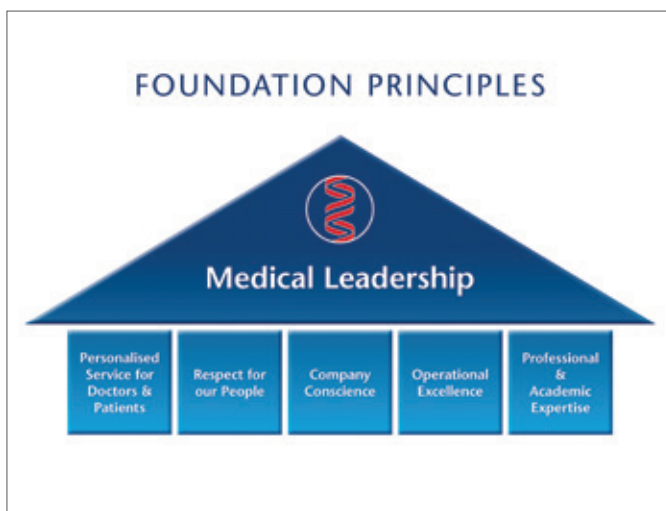 FOUNDATION PRINCIPLES
Medical Leadership
Personalised
Service for
Doctors &
Patients
Respect for
our People
Company
Conscience
Operational
Excellence
Professional
&
Academic
Expertise